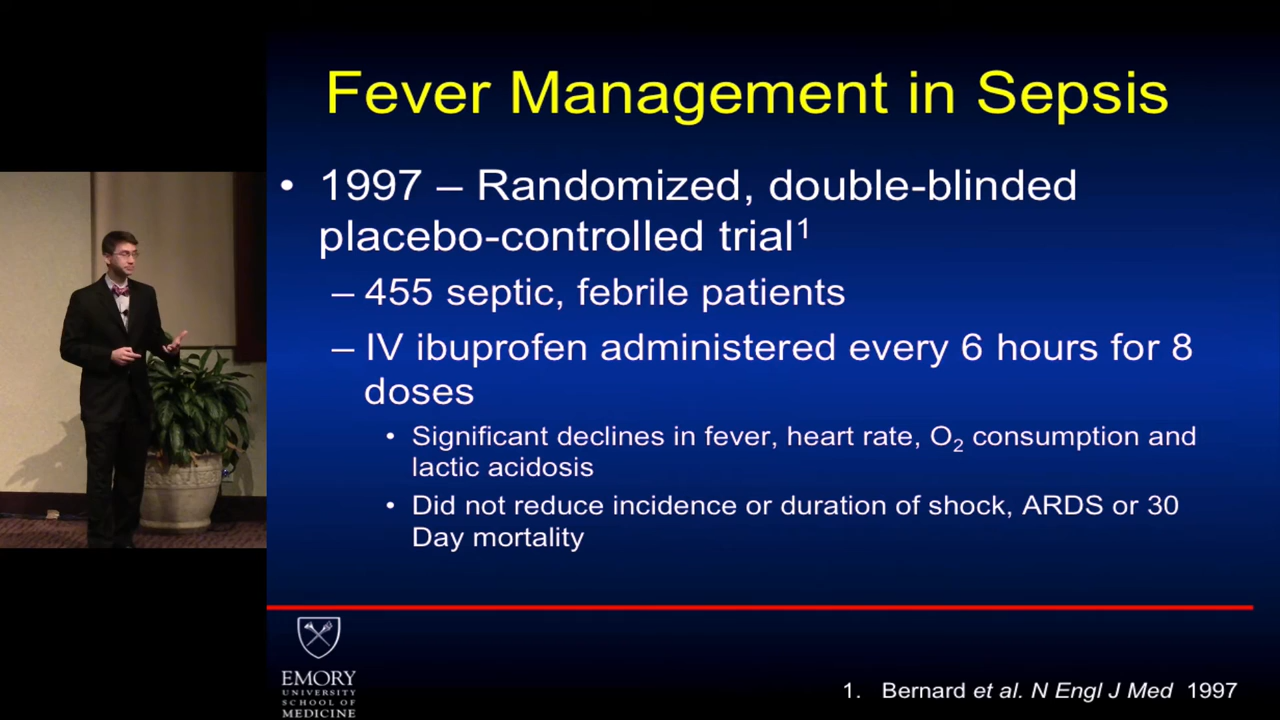 Fever Management in Sepsis
• 1997 – Randomized, double-blinded
placebo-controlled trial¹
– 455 septic, febrile patients
– IV ibuprofen administered every 6 hours for 8
doses
• Significant declines in fever, heart rate, O₂ consumption and
lactic acidosis
• Did not reduce incidence or duration of shock, ARDS or 30
Day mortality
EMORY
UNIVERSITY
SCHOOL OF
MEDICINE
1. Bernard et al. N Engl J Med 1997